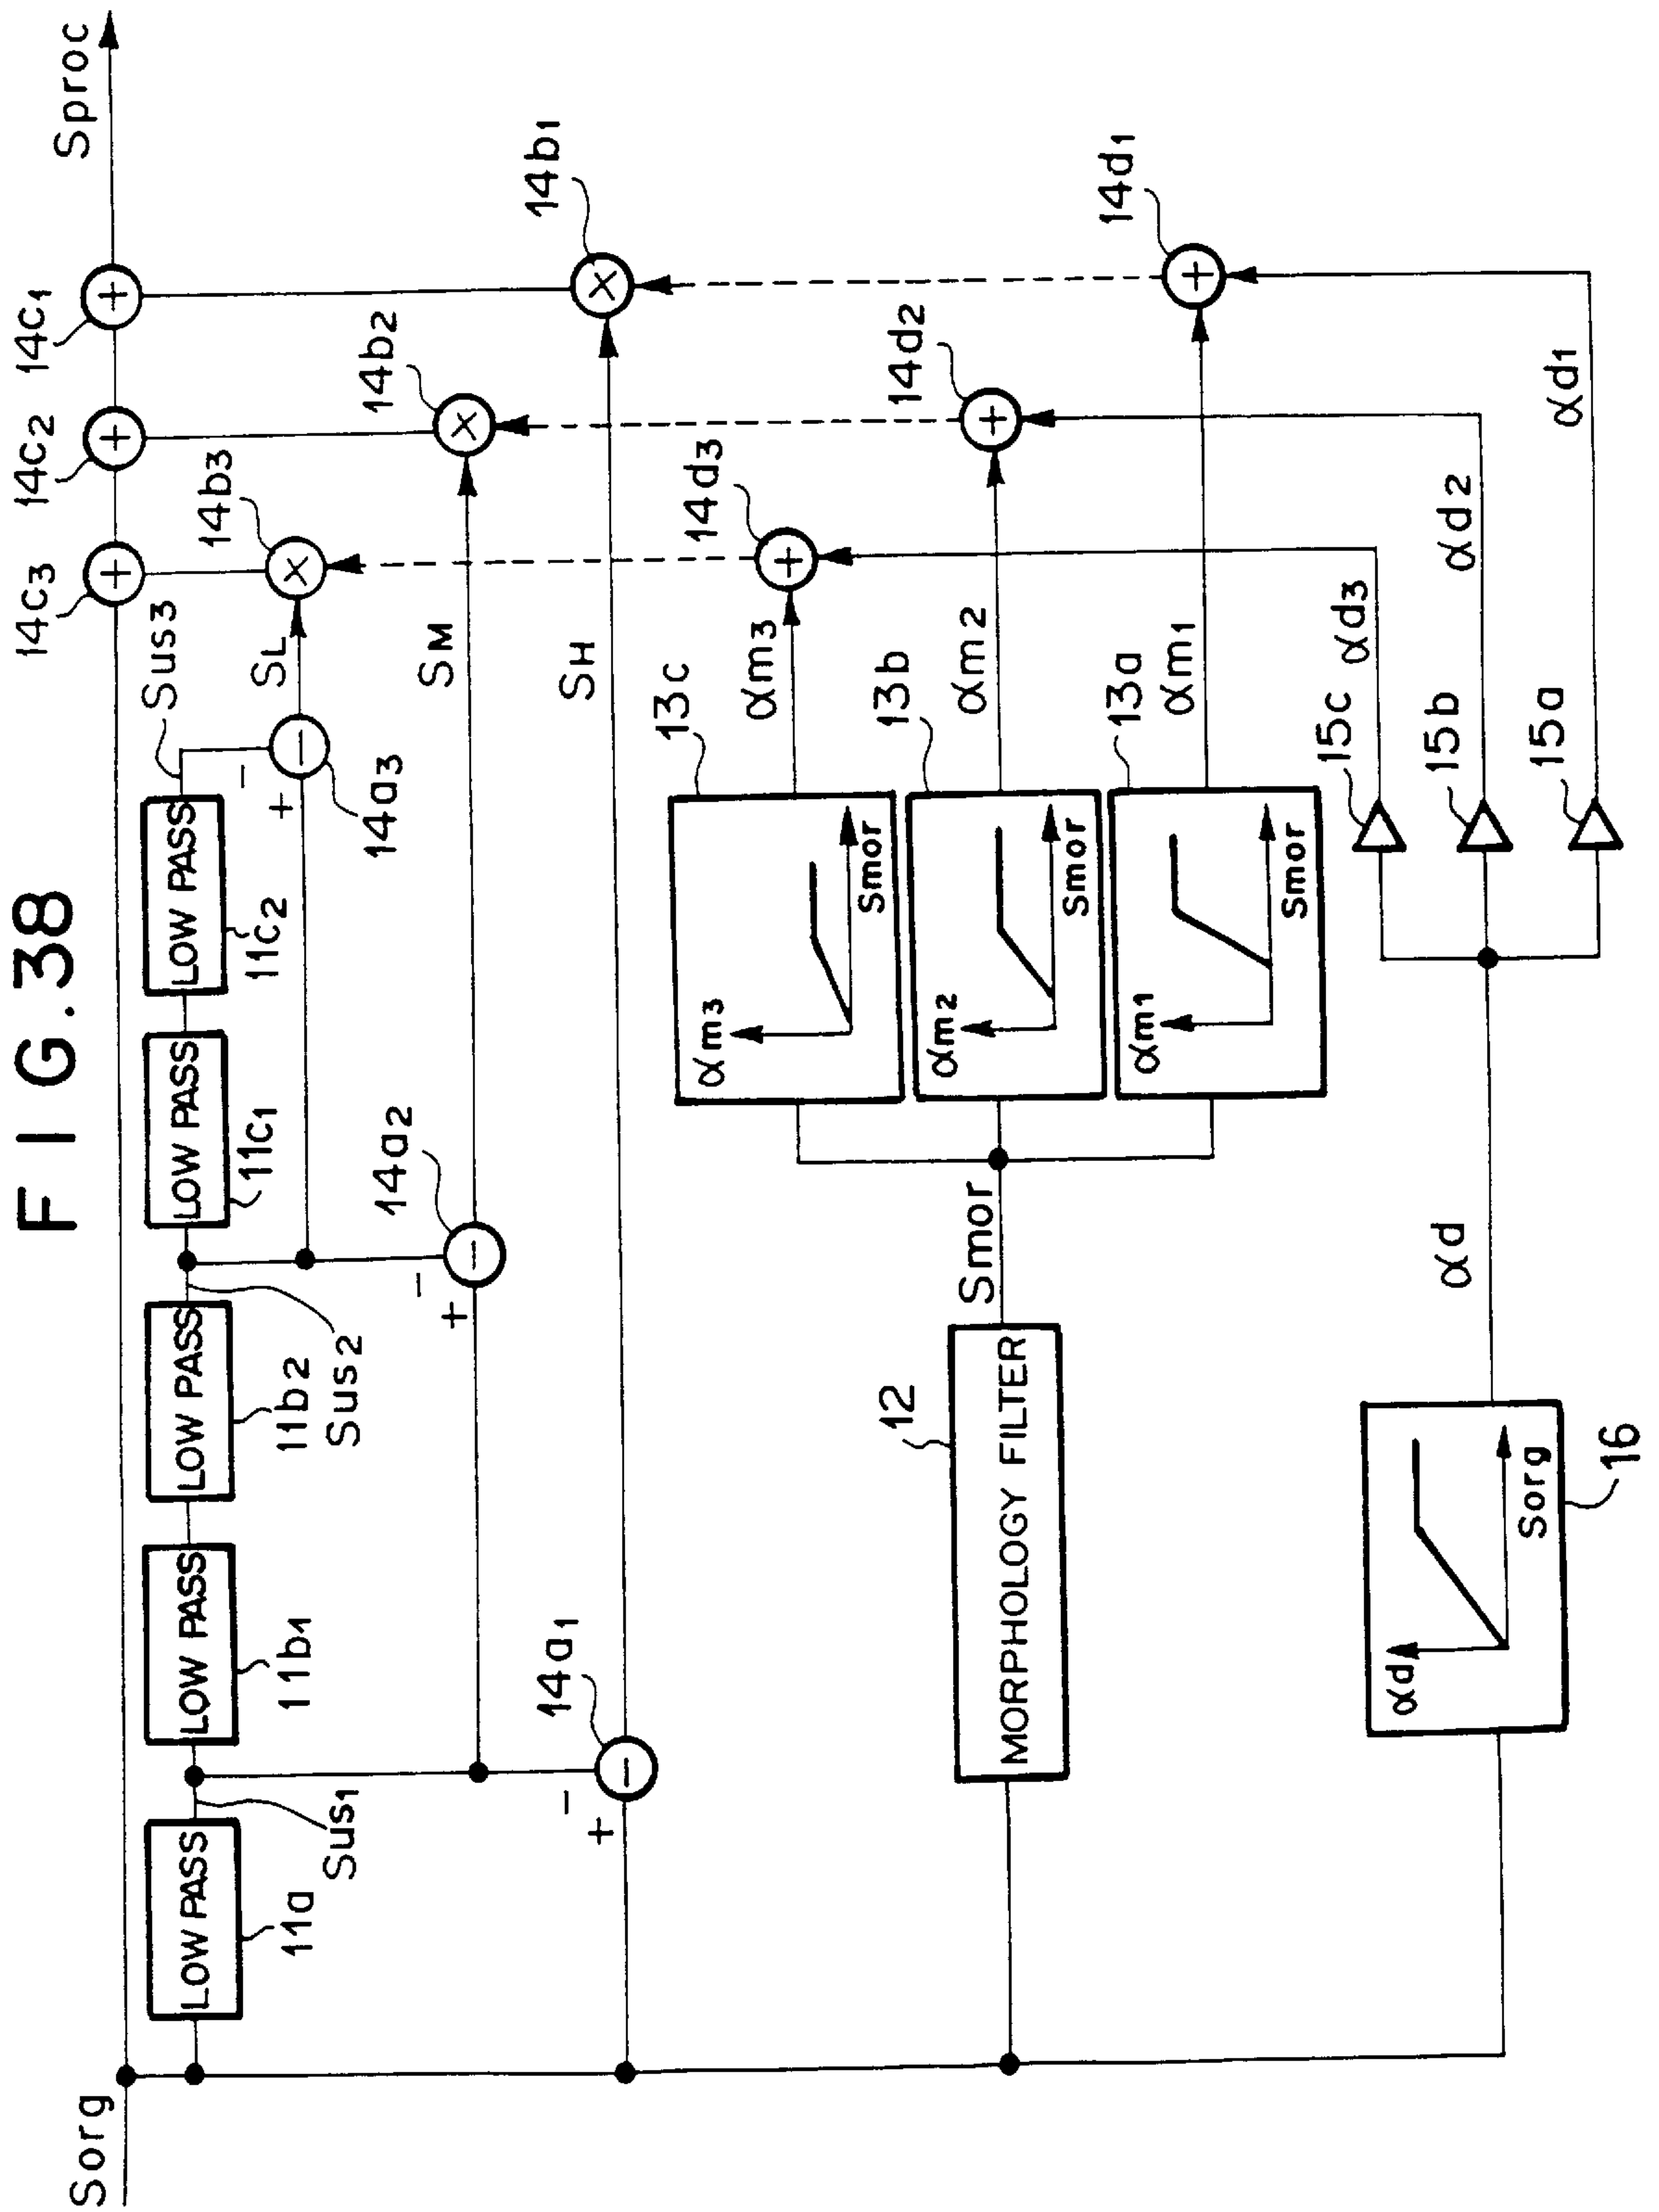 FIG.38
Sorg
Sproc
14c3
14c2
14c1
LOW PASS
LOW PASS
LOW PASS
LOW PASS
LOW PASS
11a
Sus1
11b1
11b2
Sus2
11c1
11c2
Sus3
14b3
14b2
14b1
−
+
−
14a3
SL
−
+
−
14a2
SM
−
+
−
14a1
SH
+
+
+
×
×
×
12
MORPHOLOGY FILTER
Smor
13c
αm3
Smor
αm3
14d3
+
13b
αm2
Smor
αm2
14d2
+
13a
αm1
Smor
αm1
14d1
+
αd
Sorg
16
αd
15c
αd3
15b
αd2
15a
αd1